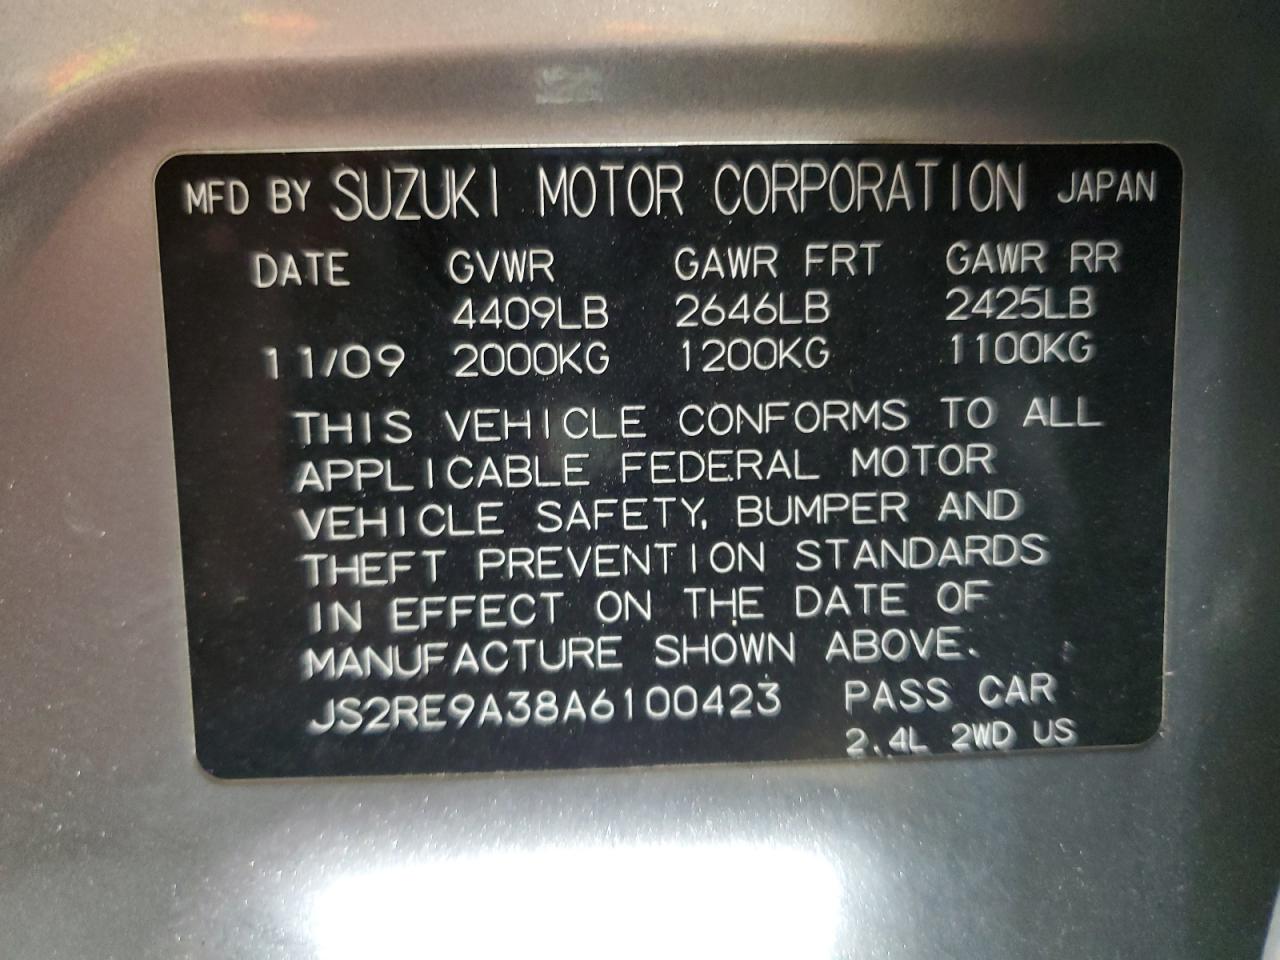 MFD BY SUZUKI MOTOR CORPORATION JAPAN
DATE GVWR GAWR FRT GAWR RR
4409LB 2646LB 2425LB
11/09 2000KG 1200KG 1100KG
THIS VEHICLE CONFORMS TO ALL
APPLICABLE FEDERAL MOTOR
VEHICLE SAFETY, BUMPER AND
THEFT PREVENTION STANDARDS
IN EFFECT ON THE DATE OF
MANUFACTURE SHOWN ABOVE.
JS2RE9A38A6100423 PASS CAR
2.4L 2WD US